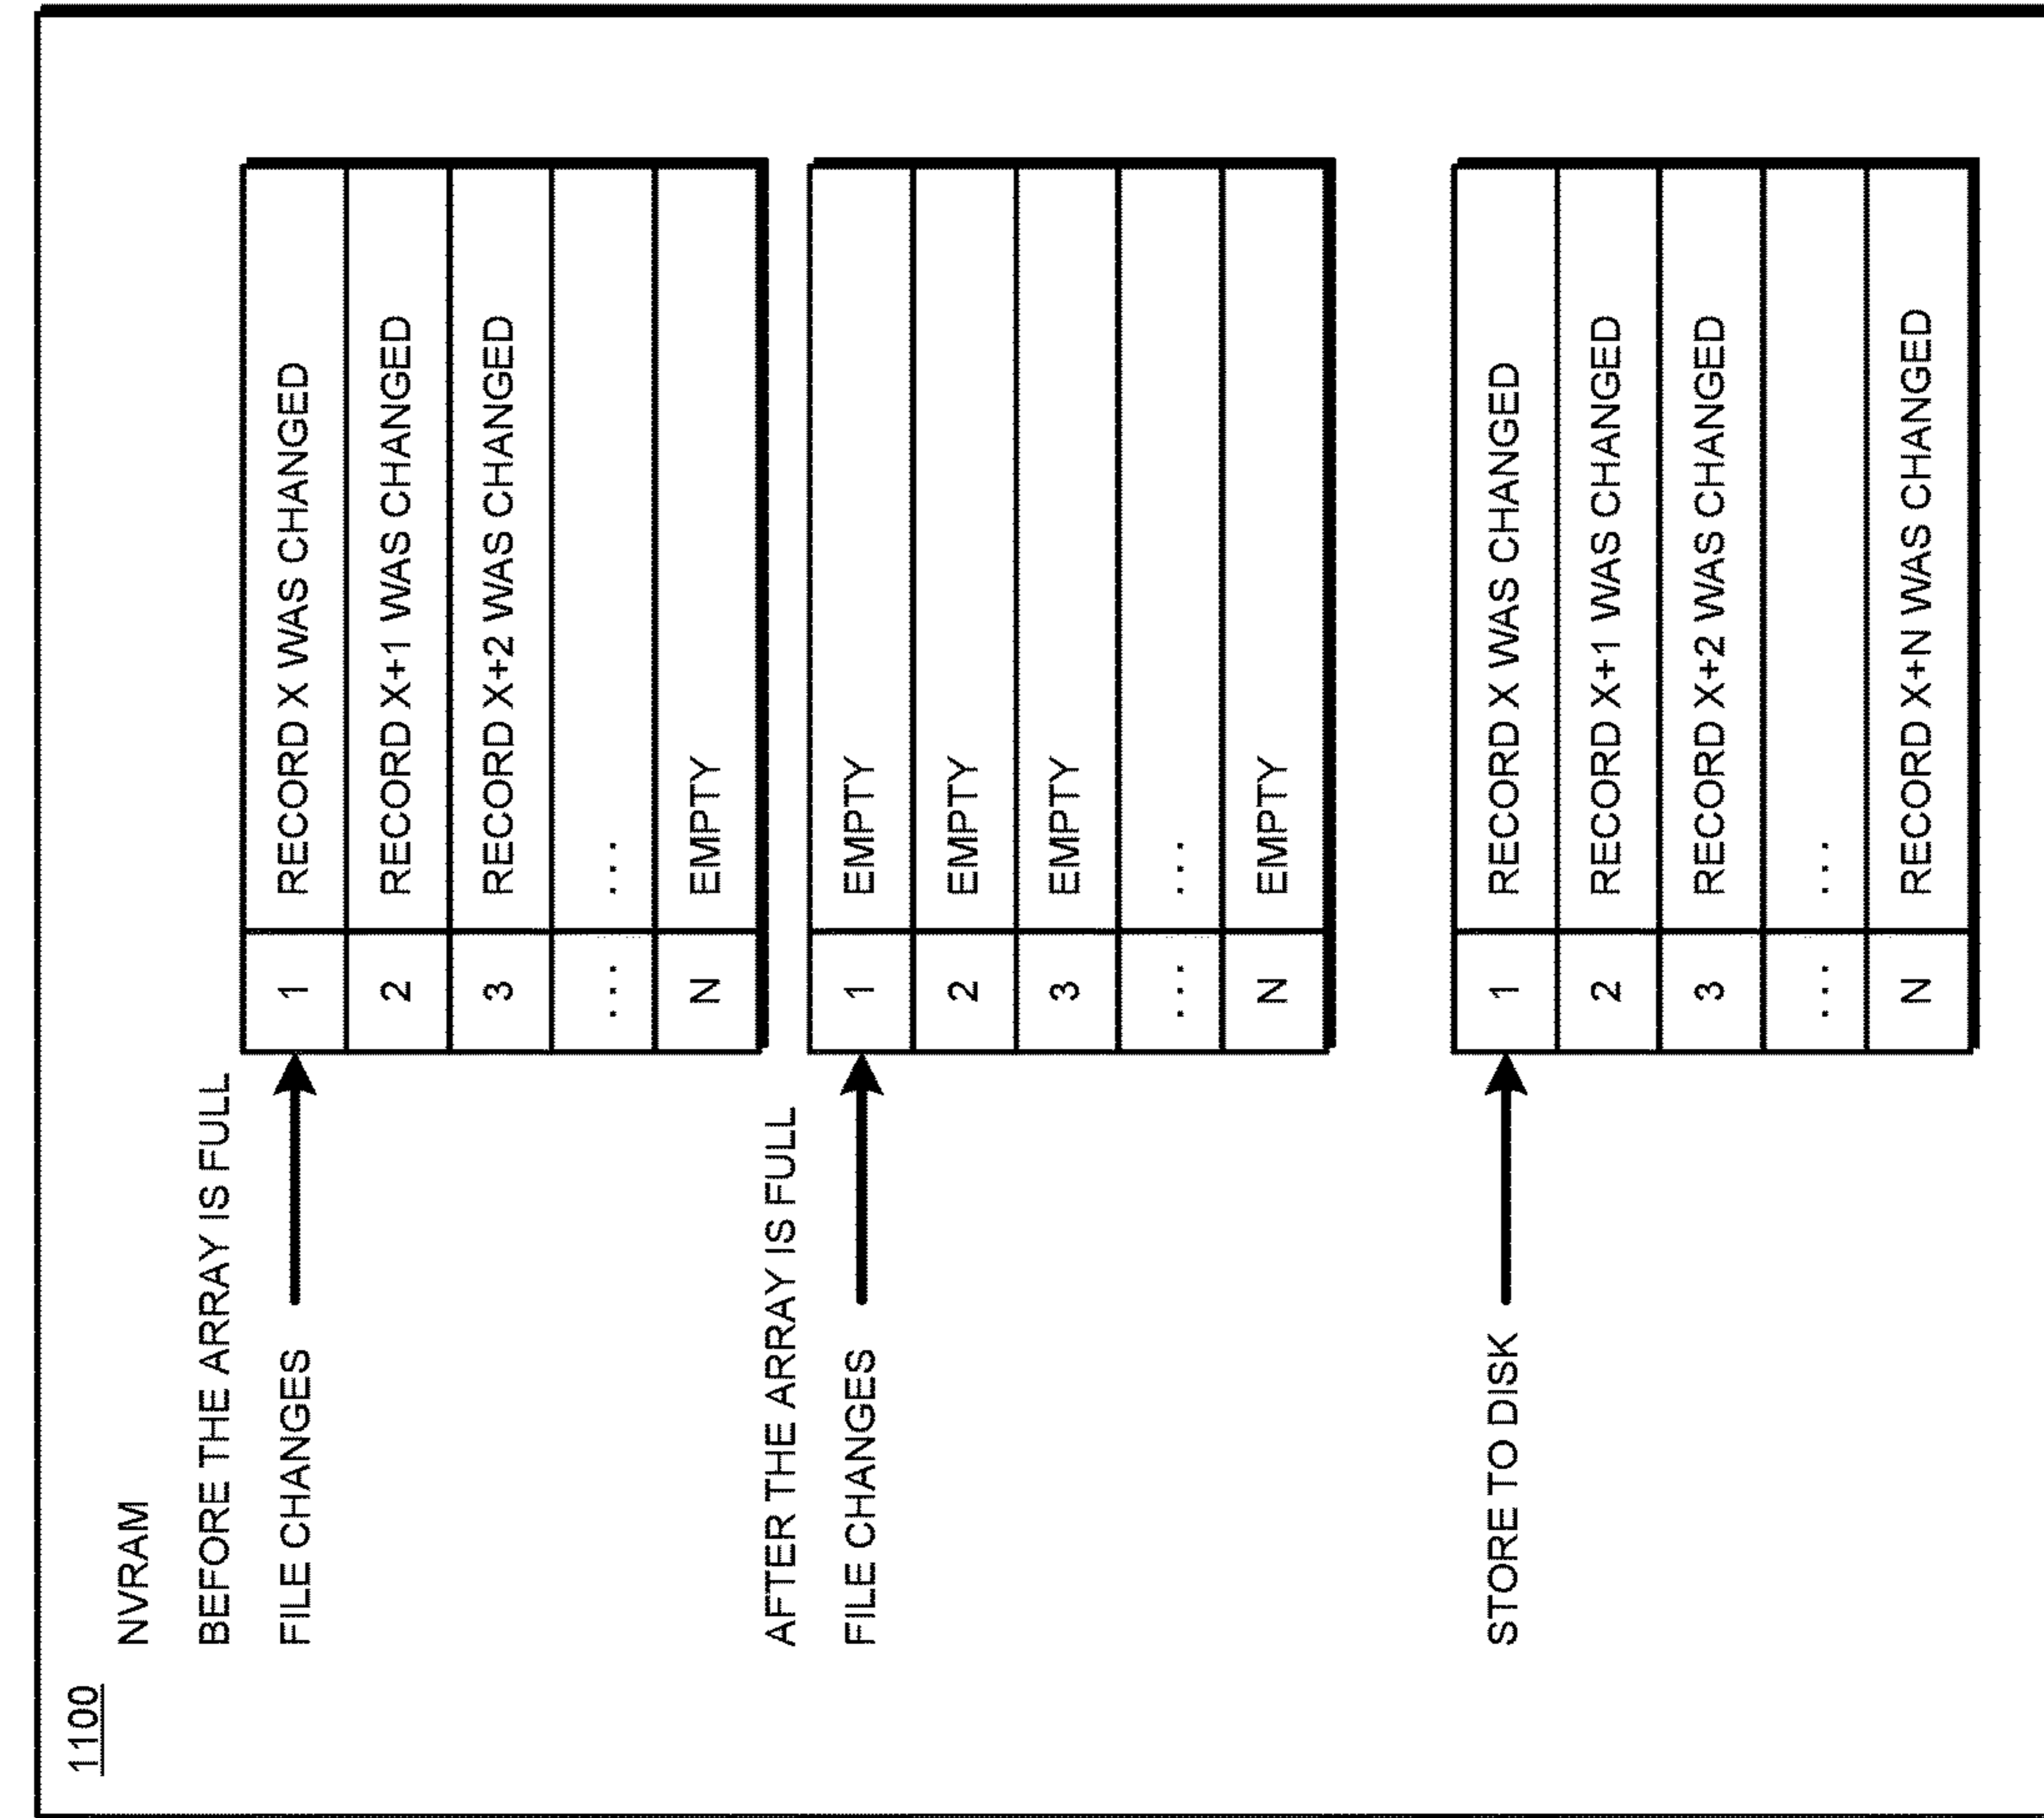 1100
NVRAM
BEFORE THE ARRAY IS FULL
FILE CHANGES
1 RECORD X WAS CHANGED
2 RECORD X+1 WAS CHANGED
3 RECORD X+2 WAS CHANGED
... ...
N EMPTY
AFTER THE ARRAY IS FULL
FILE CHANGES
1 EMPTY
2 EMPTY
3 EMPTY
... ...
N EMPTY
STORE TO DISK
1 RECORD X WAS CHANGED
2 RECORD X+1 WAS CHANGED
3 RECORD X+2 WAS CHANGED
... ...
N RECORD X+N WAS CHANGED